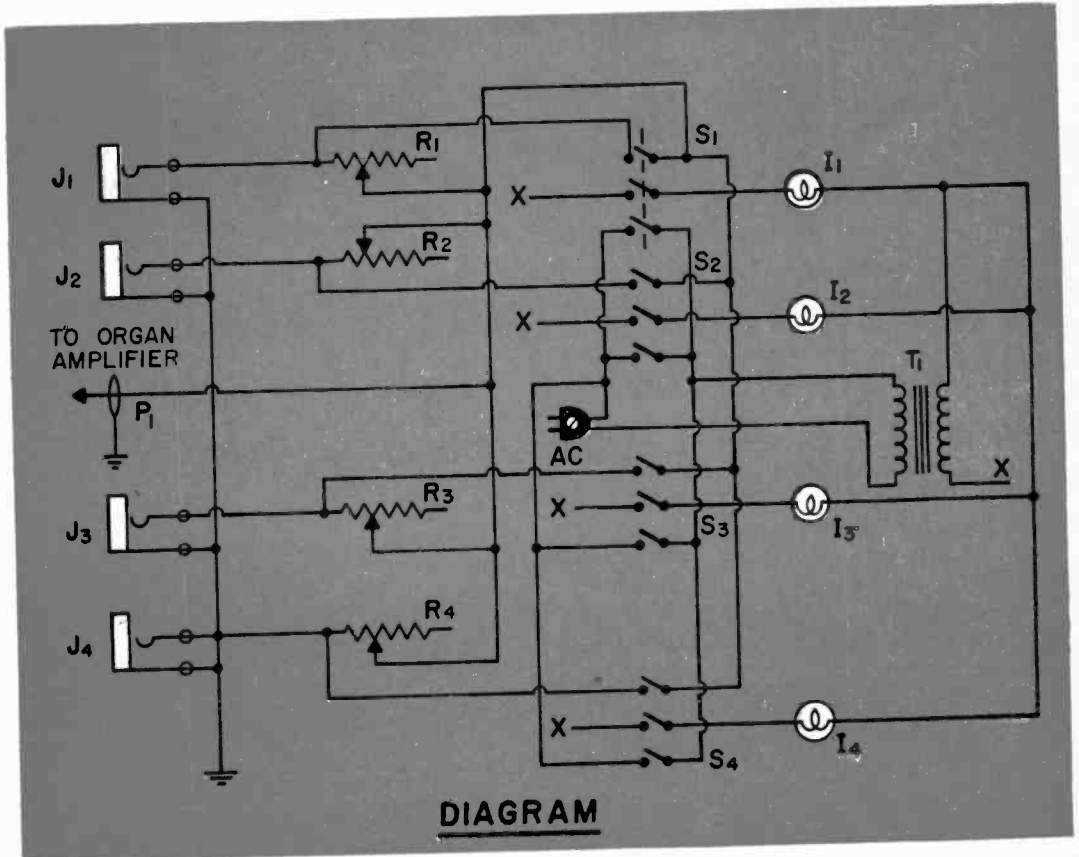 R1
S1
J1
I1
X
R2
S2
J2
I2
X
TO ORGAN
AMPLIFIER
T1
P1
AC
X
R3
X
S3
I3
J3
R4
J4
X
I4
S4
DIAGRAM